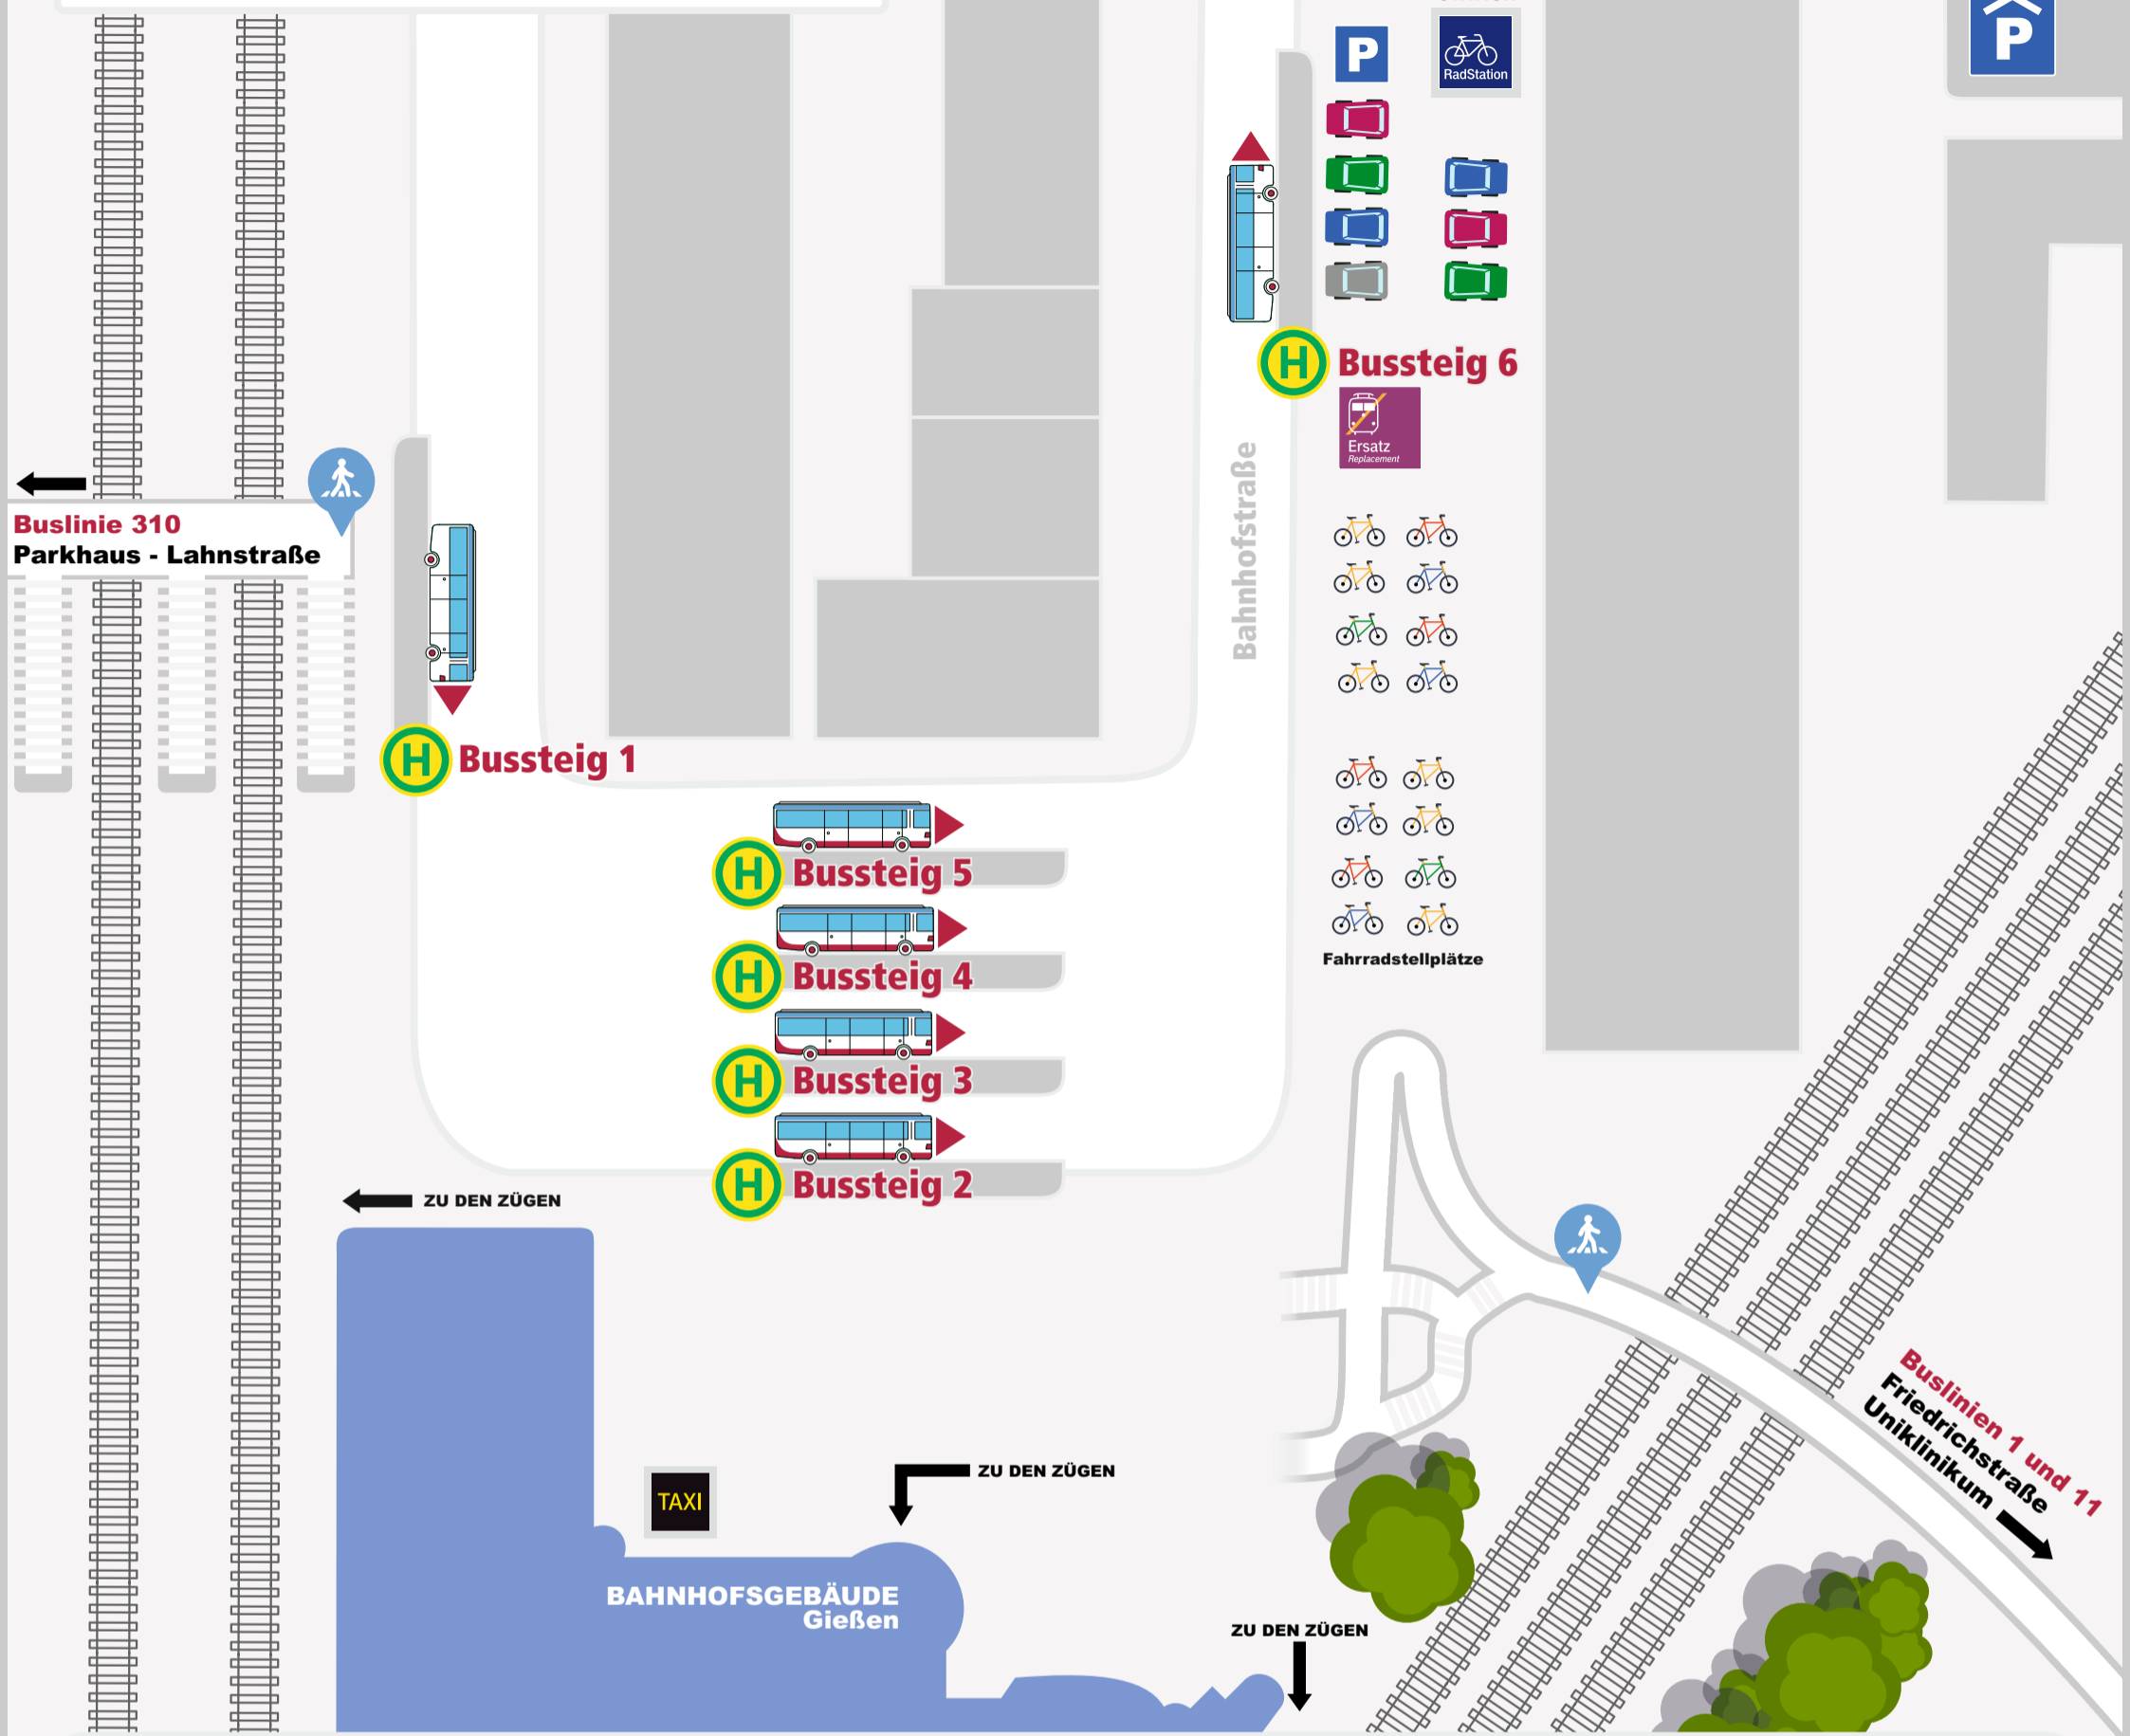 P
RadStation
P
H Bussteig 6
Ersatz
Replacement
Bahnhofstraße
Buslinie 310
Parkhaus - Lahnstraße
H Bussteig 1
H Bussteig 5
H Bussteig 4
H Bussteig 3
H Bussteig 2
Fahrradstellplätze
ZU DEN ZÜGEN
Buslinien 1 und 11
Friedrichstraße
Uniklinikum
ZU DEN ZÜGEN
TAXI
BAHNHOFSGEBÄUDE
Gießen
ZU DEN ZÜGEN